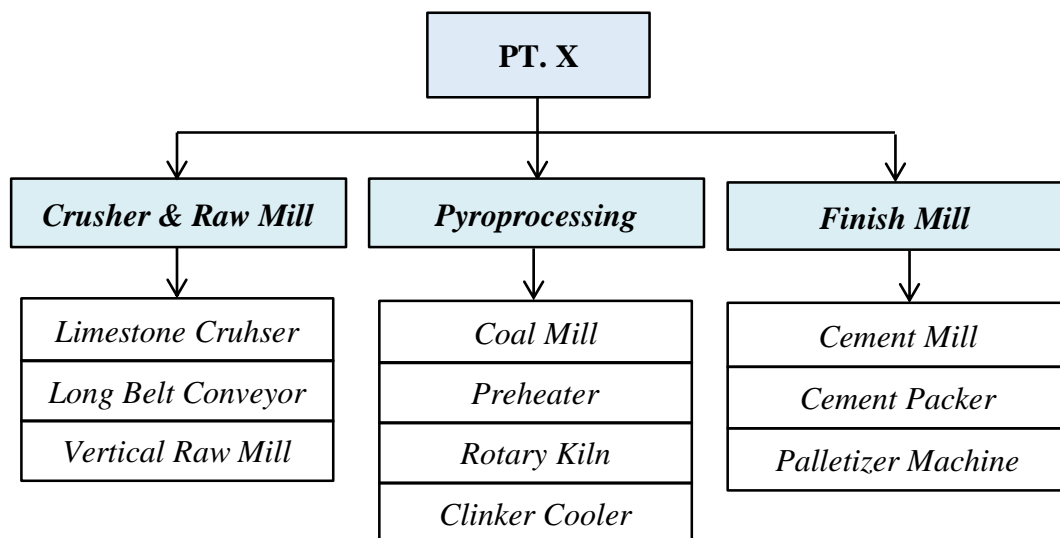 PT. X
Crusher & Raw Mill
Limestone Cruhser
Long Belt Conveyor
Vertical Raw Mill
Pyroprocessing
Coal Mill
Preheater
Rotary Kiln
Clinker Cooler
Finish Mill
Cement Mill
Cement Packer
Palletizer Machine